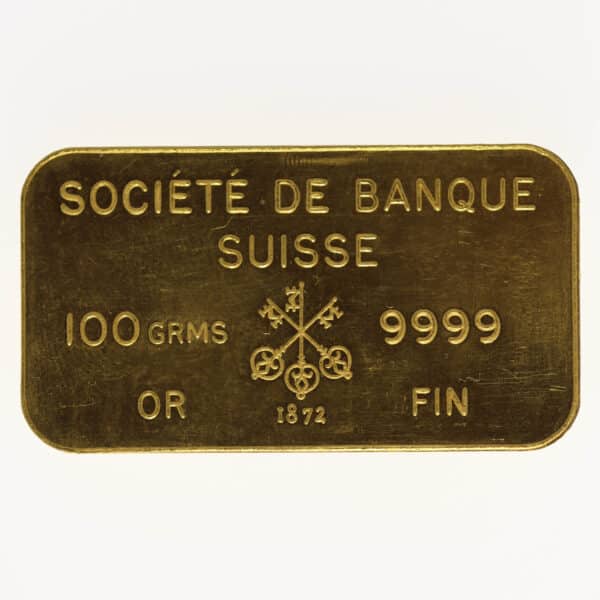 SOCIÉTÉ DE BANQUE
SUISSE
100 GRMS 9999
OR 1872 FIN